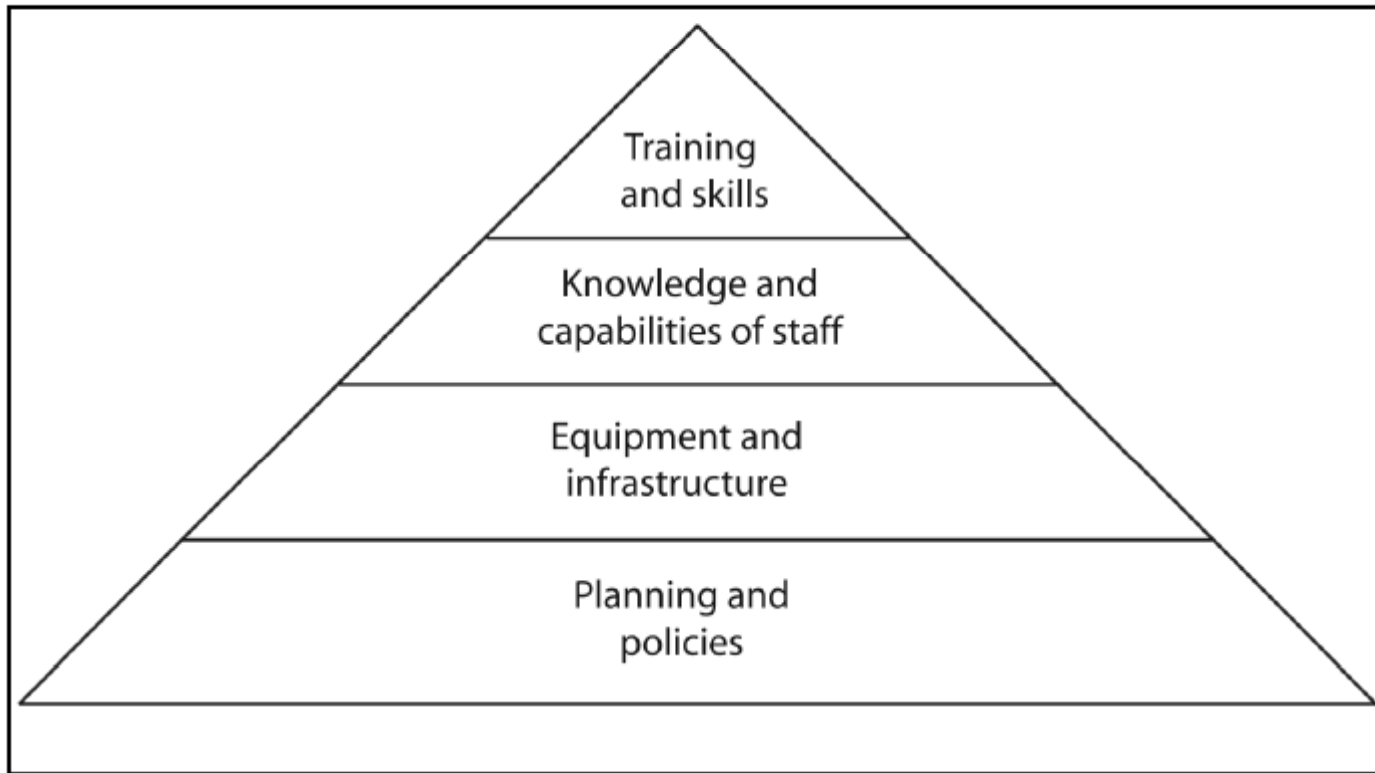 Training
and skills
Knowledge and
capabilities of staff
Equipment and
infrastructure
Planning and
policies